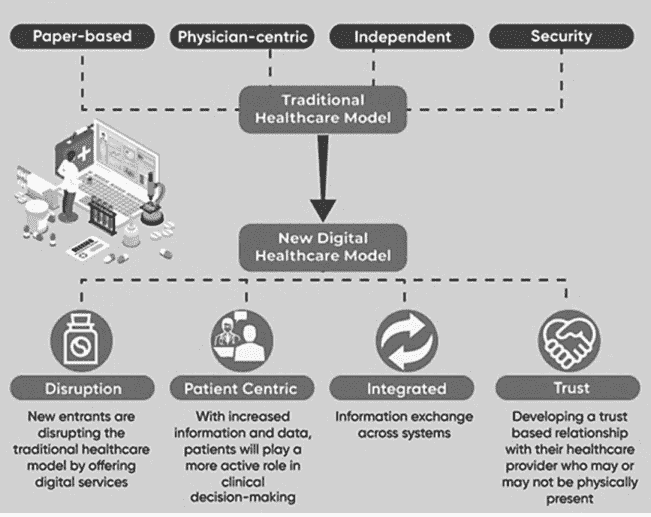 Paper-based
Physician-centric
Independent
Security
Traditional
Healthcare Model
New Digital
Healthcare Model
Disruption
New entrants are
disrupting the
traditional healthcare
model by offering
digital services
Patient Centric
With increased
information and data,
patients will play a
more active role in
clinical
decision-making
Integrated
Information exchange
across systems
Trust
Developing a trust
based relationship
with their healthcare
provider who may or
may not be physically
present